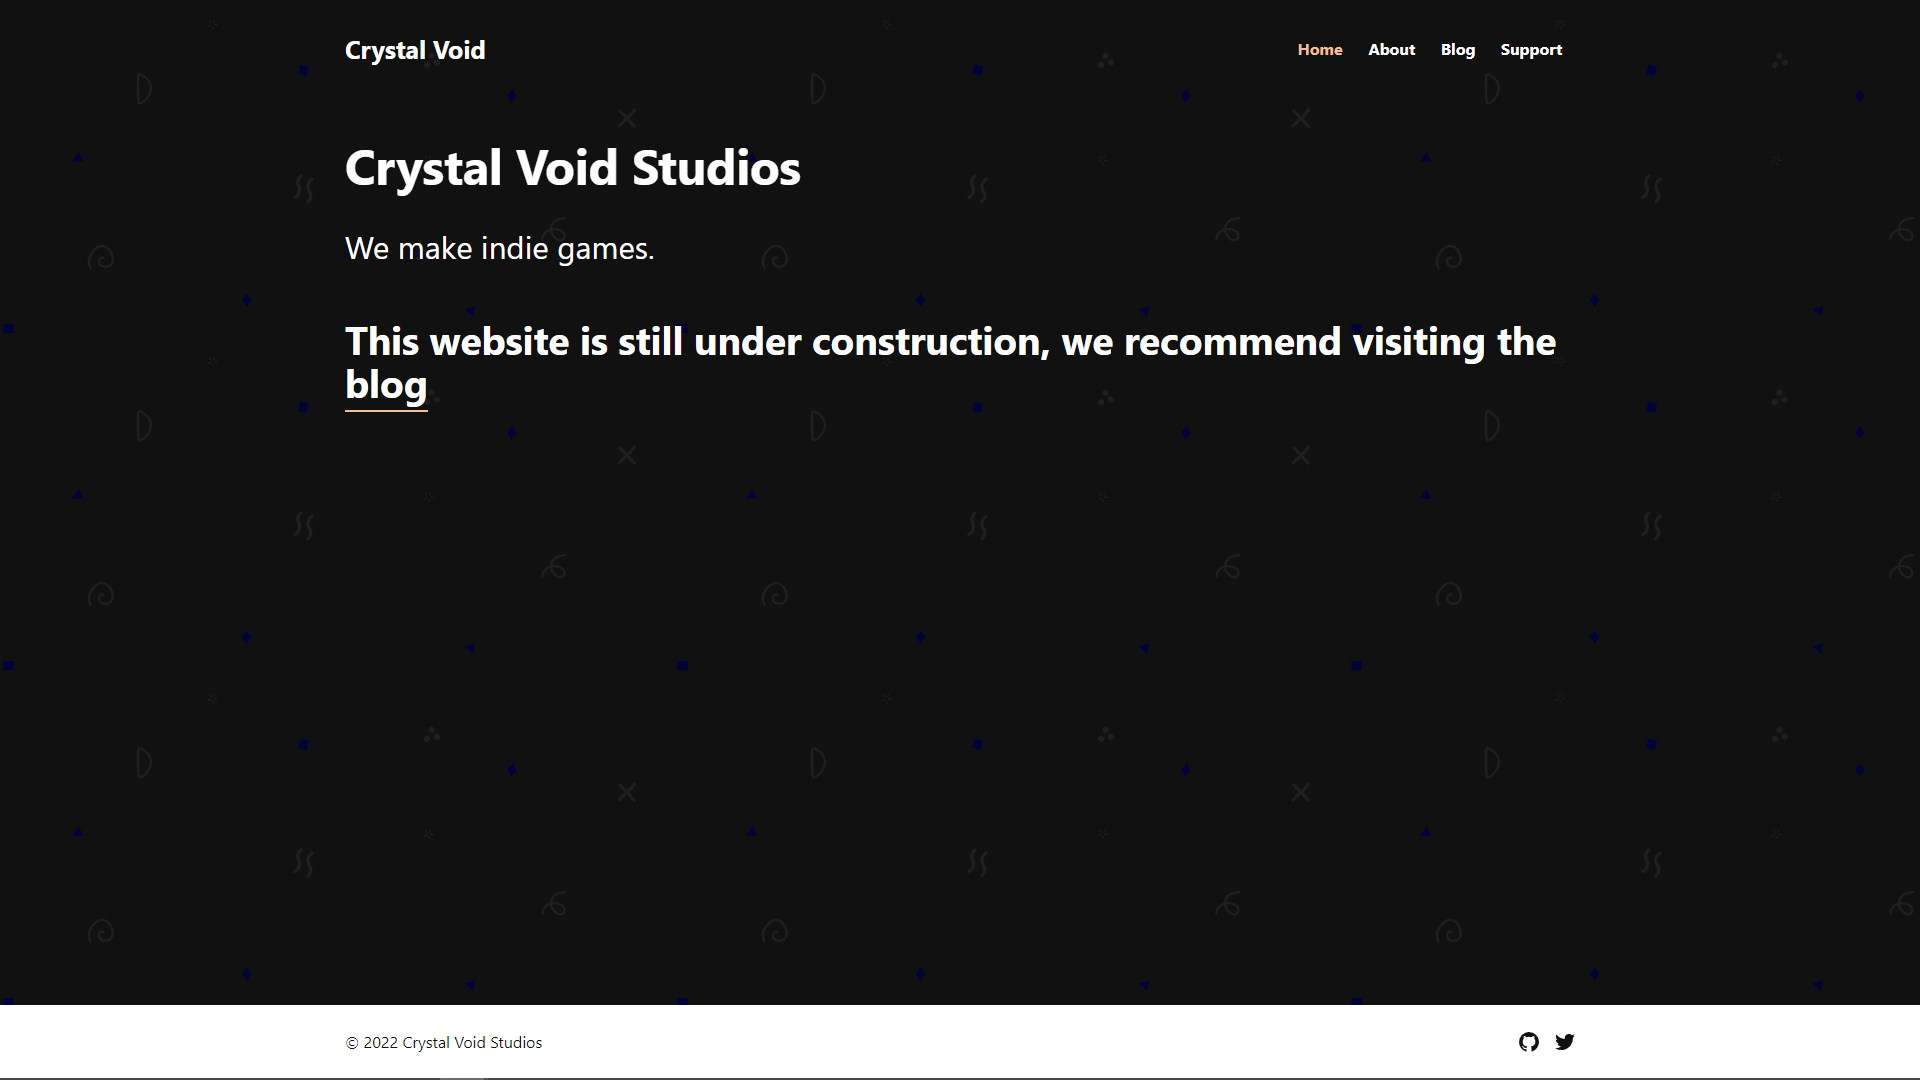 Crystal Void
Home About Blog Support
Crystal Void Studios
We make indie games.
This website is still under construction, we recommend visiting the
blog
© 2022 Crystal Void Studios